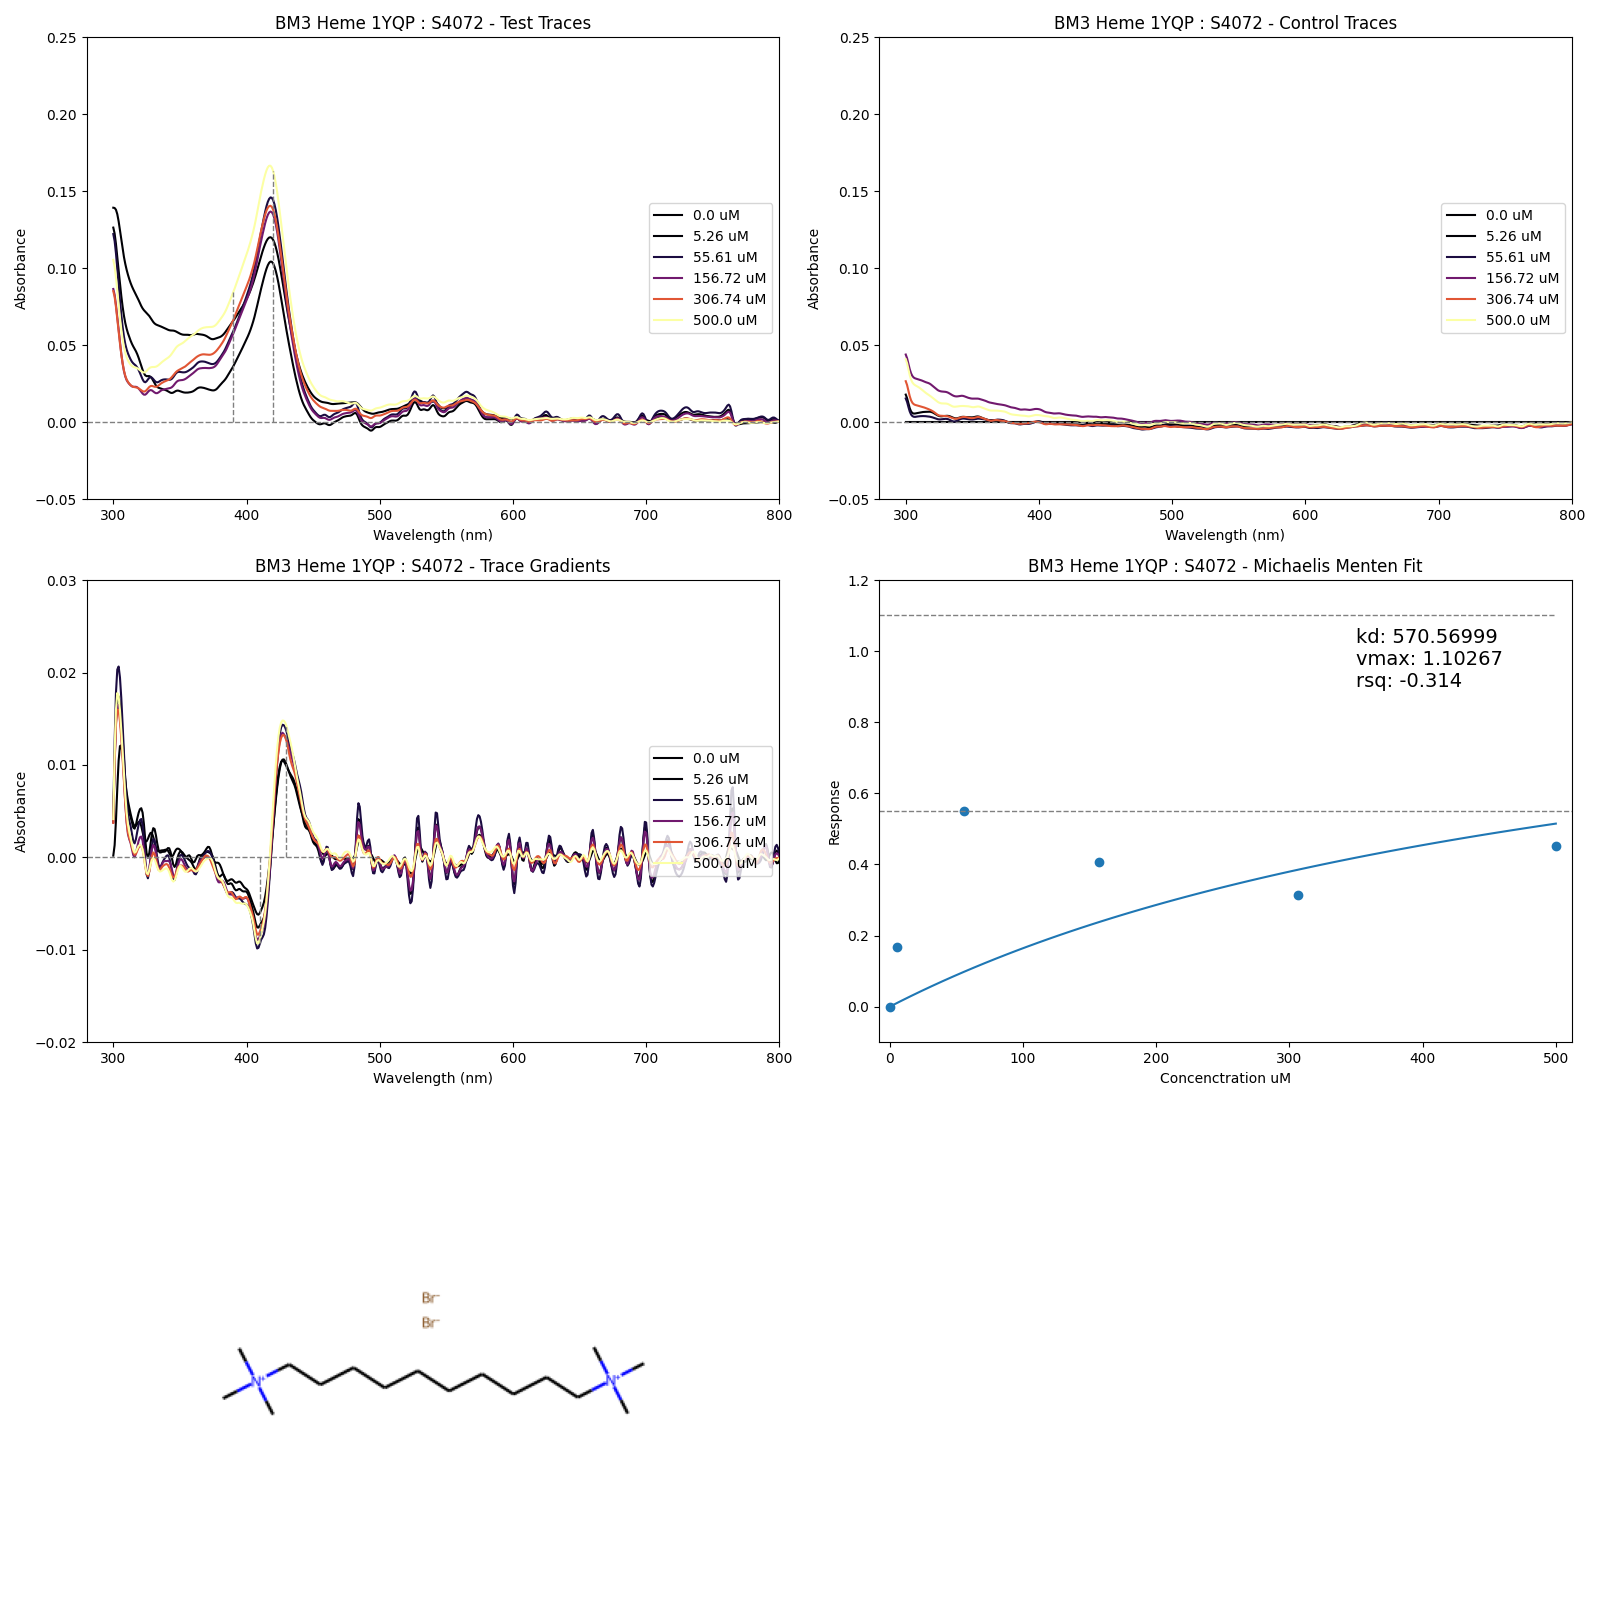 BM3 Heme 1YQP : S4072 - Test Traces
0.25
0.20
0.15
0.10
0.05
0.00
−0.05
Absorbance
300 400 500 600 700 800
Wavelength (nm)
0.0 uM
5.26 uM
55.61 uM
156.72 uM
306.74 uM
500.0 uM
BM3 Heme 1YQP : S4072 - Control Traces
0.25
0.20
0.15
0.10
0.05
0.00
−0.05
Absorbance
300 400 500 600 700 800
Wavelength (nm)
0.0 uM
5.26 uM
55.61 uM
156.72 uM
306.74 uM
500.0 uM
BM3 Heme 1YQP : S4072 - Trace Gradients
0.03
0.02
0.01
0.00
−0.01
−0.02
Absorbance
300 400 500 600 700 800
Wavelength (nm)
0.0 uM
5.26 uM
55.61 uM
156.72 uM
306.74 uM
500.0 uM
BM3 Heme 1YQP : S4072 - Michaelis Menten Fit
1.2
1.0
0.8
0.6
0.4
0.2
0.0
Response
kd: 570.56999
vmax: 1.10267
rsq: -0.314
0 100 200 300 400 500
Concenctration uM
Br⁻
Br⁻
N⁺ N⁺